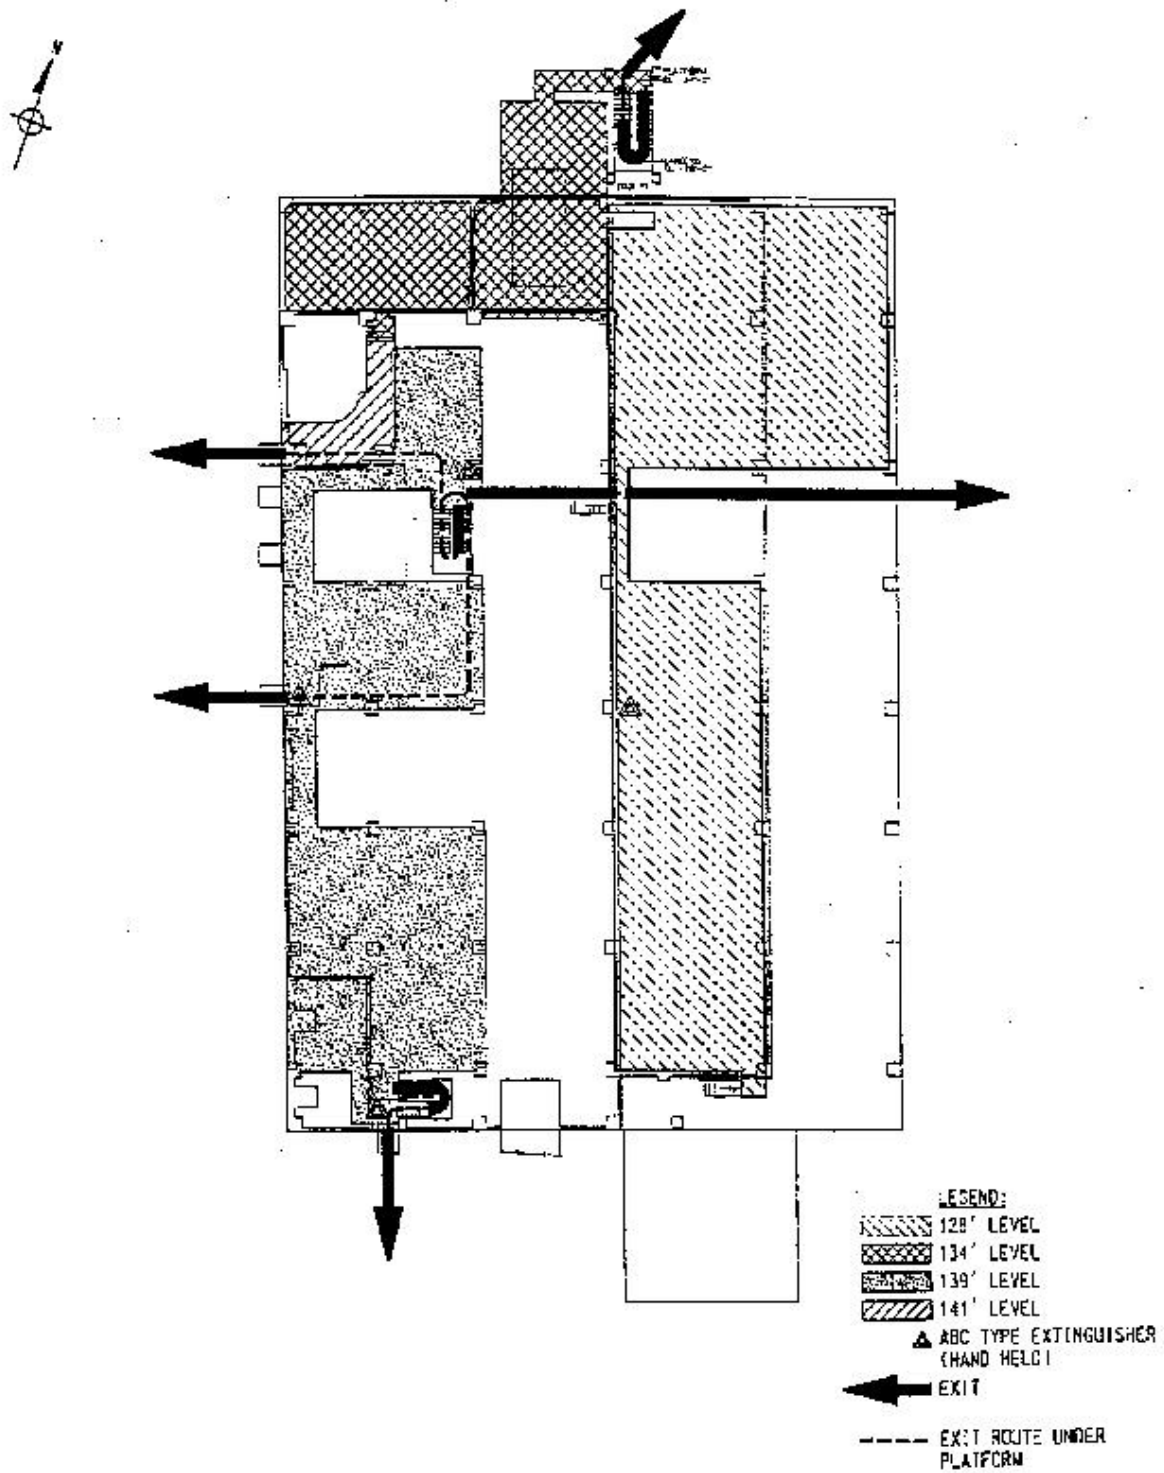 N
LEGEND:
128' LEVEL
134' LEVEL
139' LEVEL
141' LEVEL
ABC TYPE EXTINGUISHER
(HAND HELD)
EXIT
EXIT ROUTE UNDER
PLATFORM